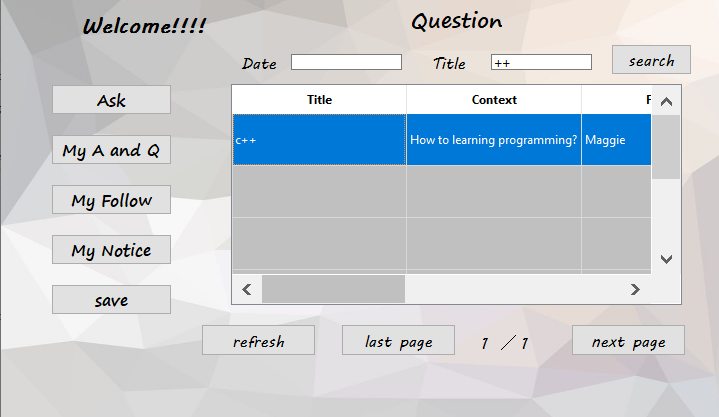 Welcome!!!!
Question
Date
Title ++
search
Ask
My A and Q
My Follow
My Notice
save
Title Context F
c++ How to learning programming? Maggie
refresh
last page
1 / 1
next page